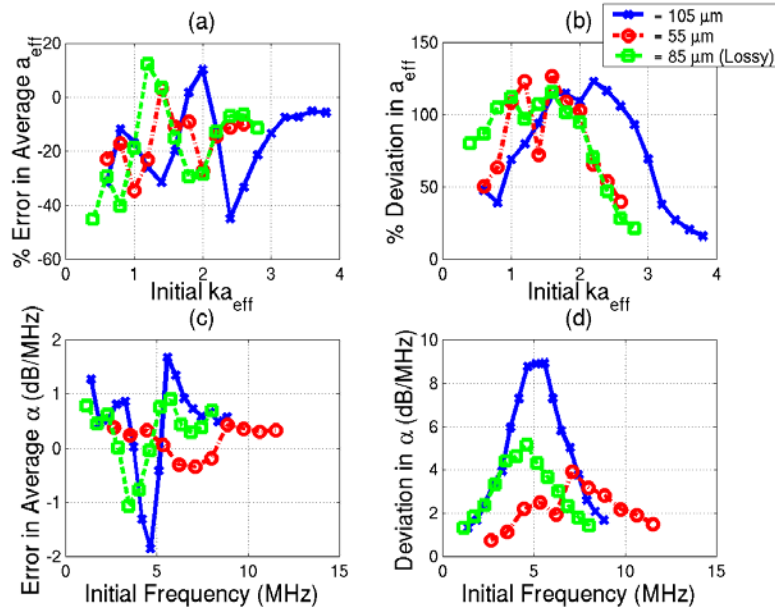 (a)
(b)
= 105 μm
= 55 μm
= 85 μm (Lossy)
% Error in Average a_eff
20
0
-20
-40
-60
0 1 2 3 4
Initial ka_eff
% Deviation in a_eff
150
100
50
0
0 1 2 3 4
Initial ka_eff
(c)
(d)
Error in Average α (dB/MHz)
2
1
0
-1
-2
0 5 10 15
Initial Frequency (MHz)
Deviation in α (dB/MHz)
10
8
6
4
2
0
0 5 10 15
Initial Frequency (MHz)